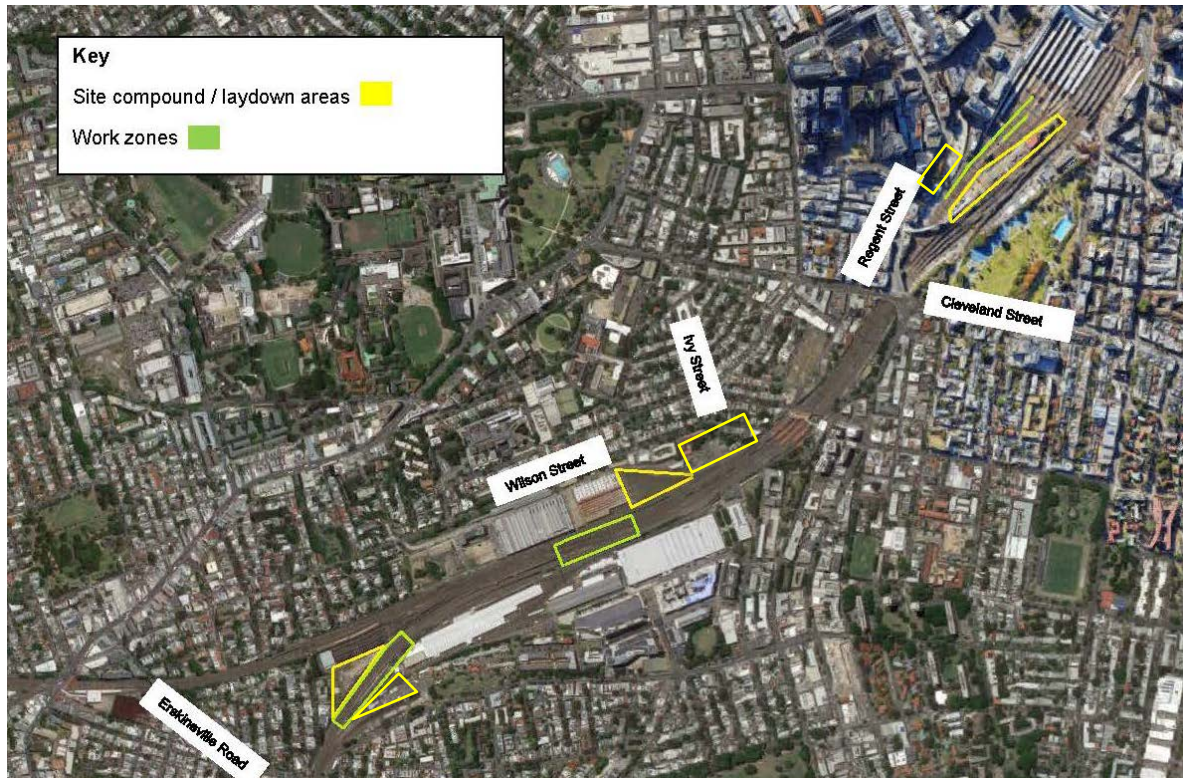 Key
Site compound / laydown areas
Work zones
Regent Street
Cleveland Street
Ivy Street
Wilson Street
Erskineville Road